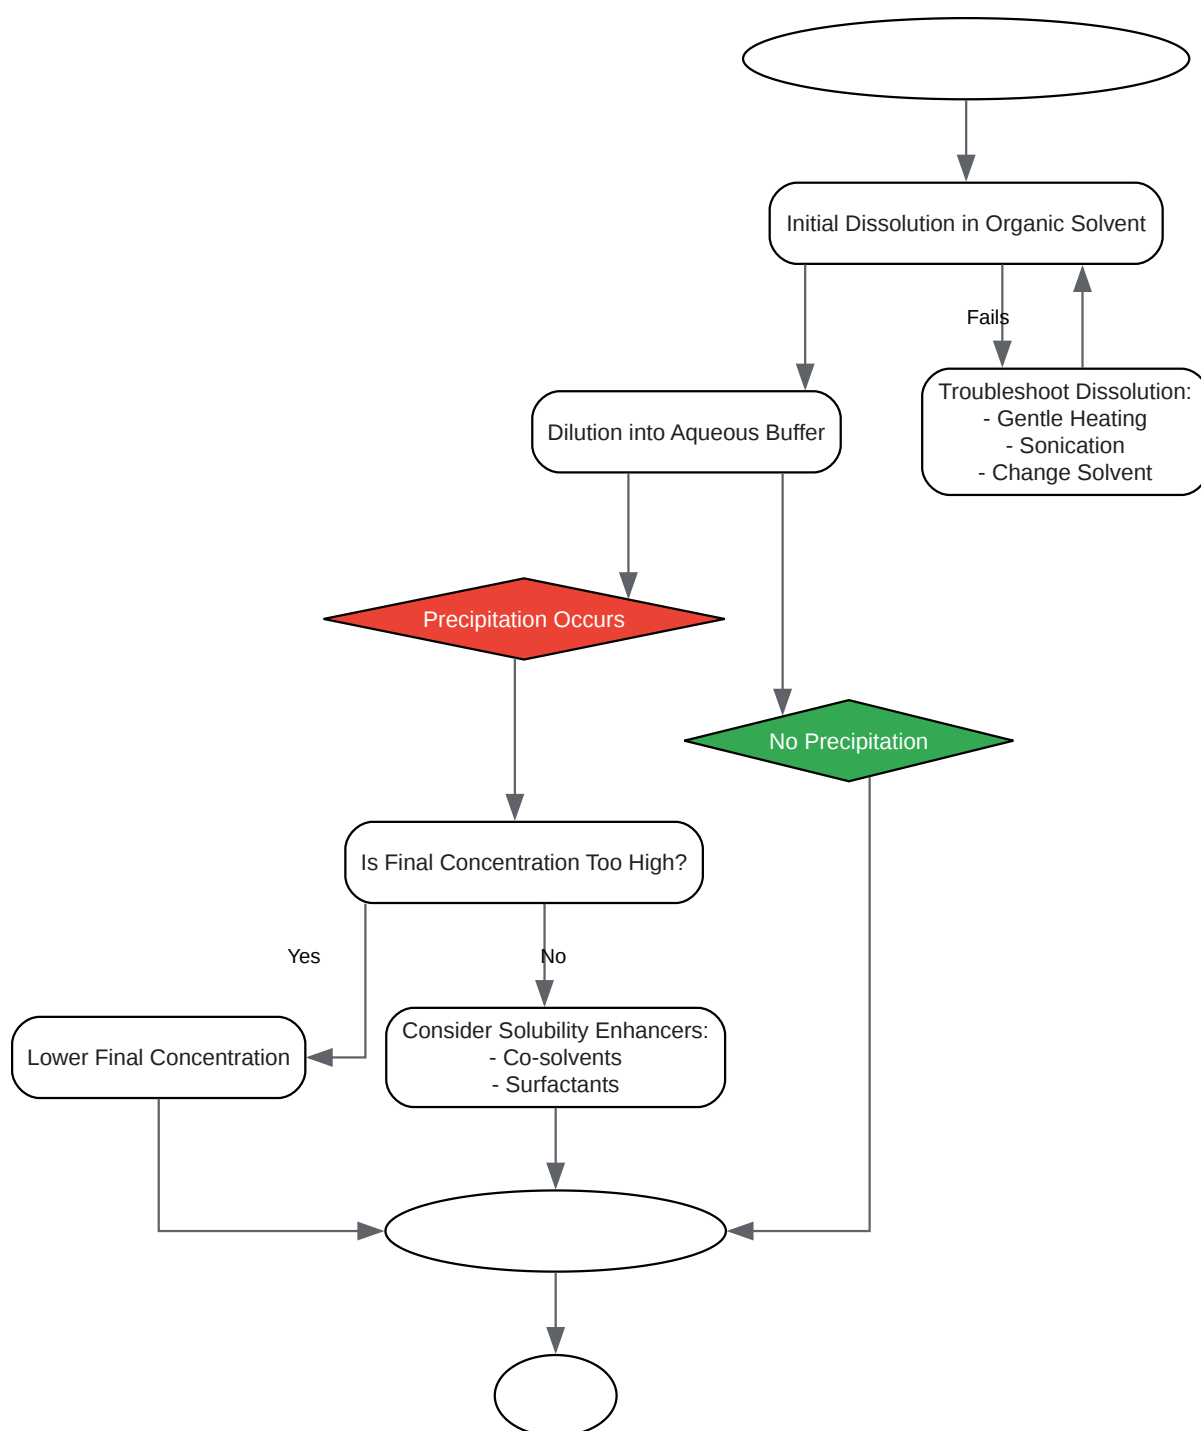 Initial Dissolution in Organic Solvent
Fails
Troubleshoot Dissolution:
- Gentle Heating
- Sonication
- Change Solvent
Dilution into Aqueous Buffer
Precipitation Occurs
No Precipitation
Is Final Concentration Too High?
Yes
No
Lower Final Concentration
Consider Solubility Enhancers:
- Co-solvents
- Surfactants